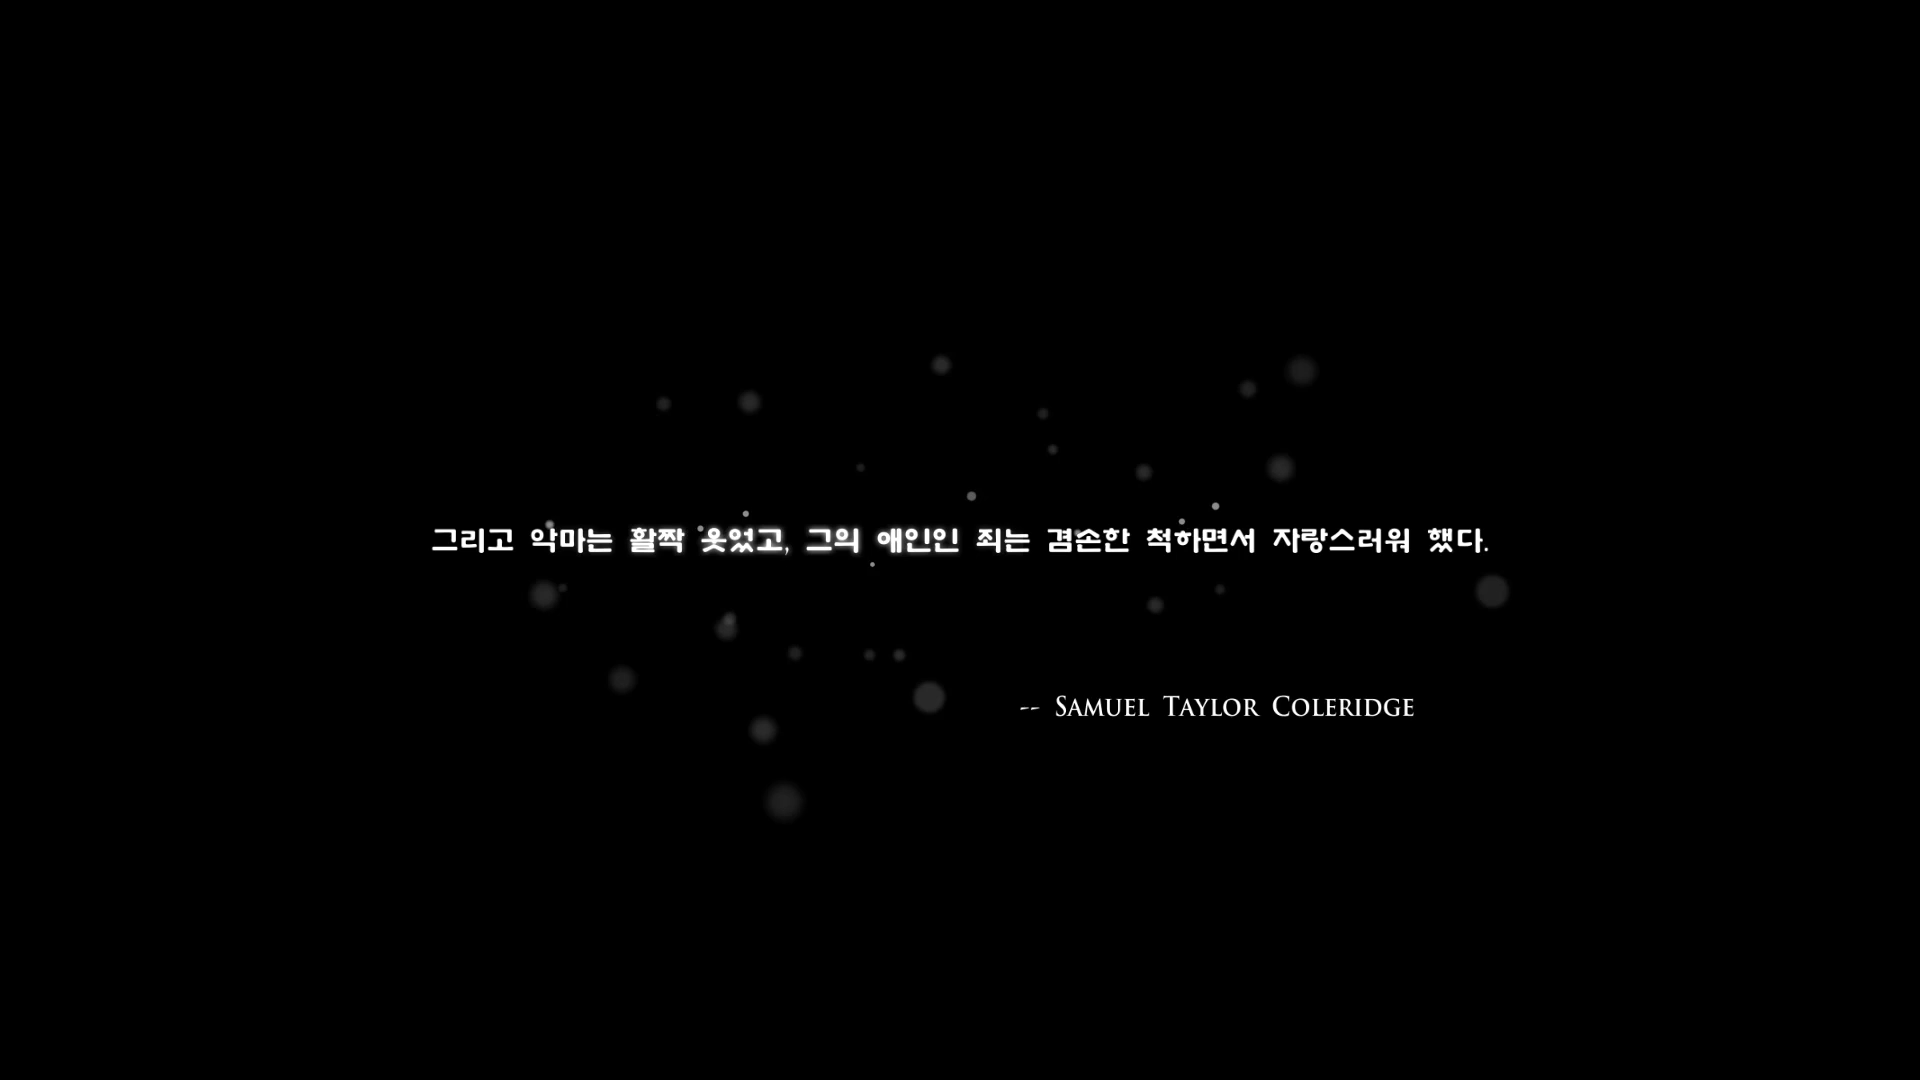 그리고 악마는 활짝 웃었고, 그의 애인인 죄는 겸손한 척하면서 자랑스러워 했다.
-- Samuel Taylor Coleridge